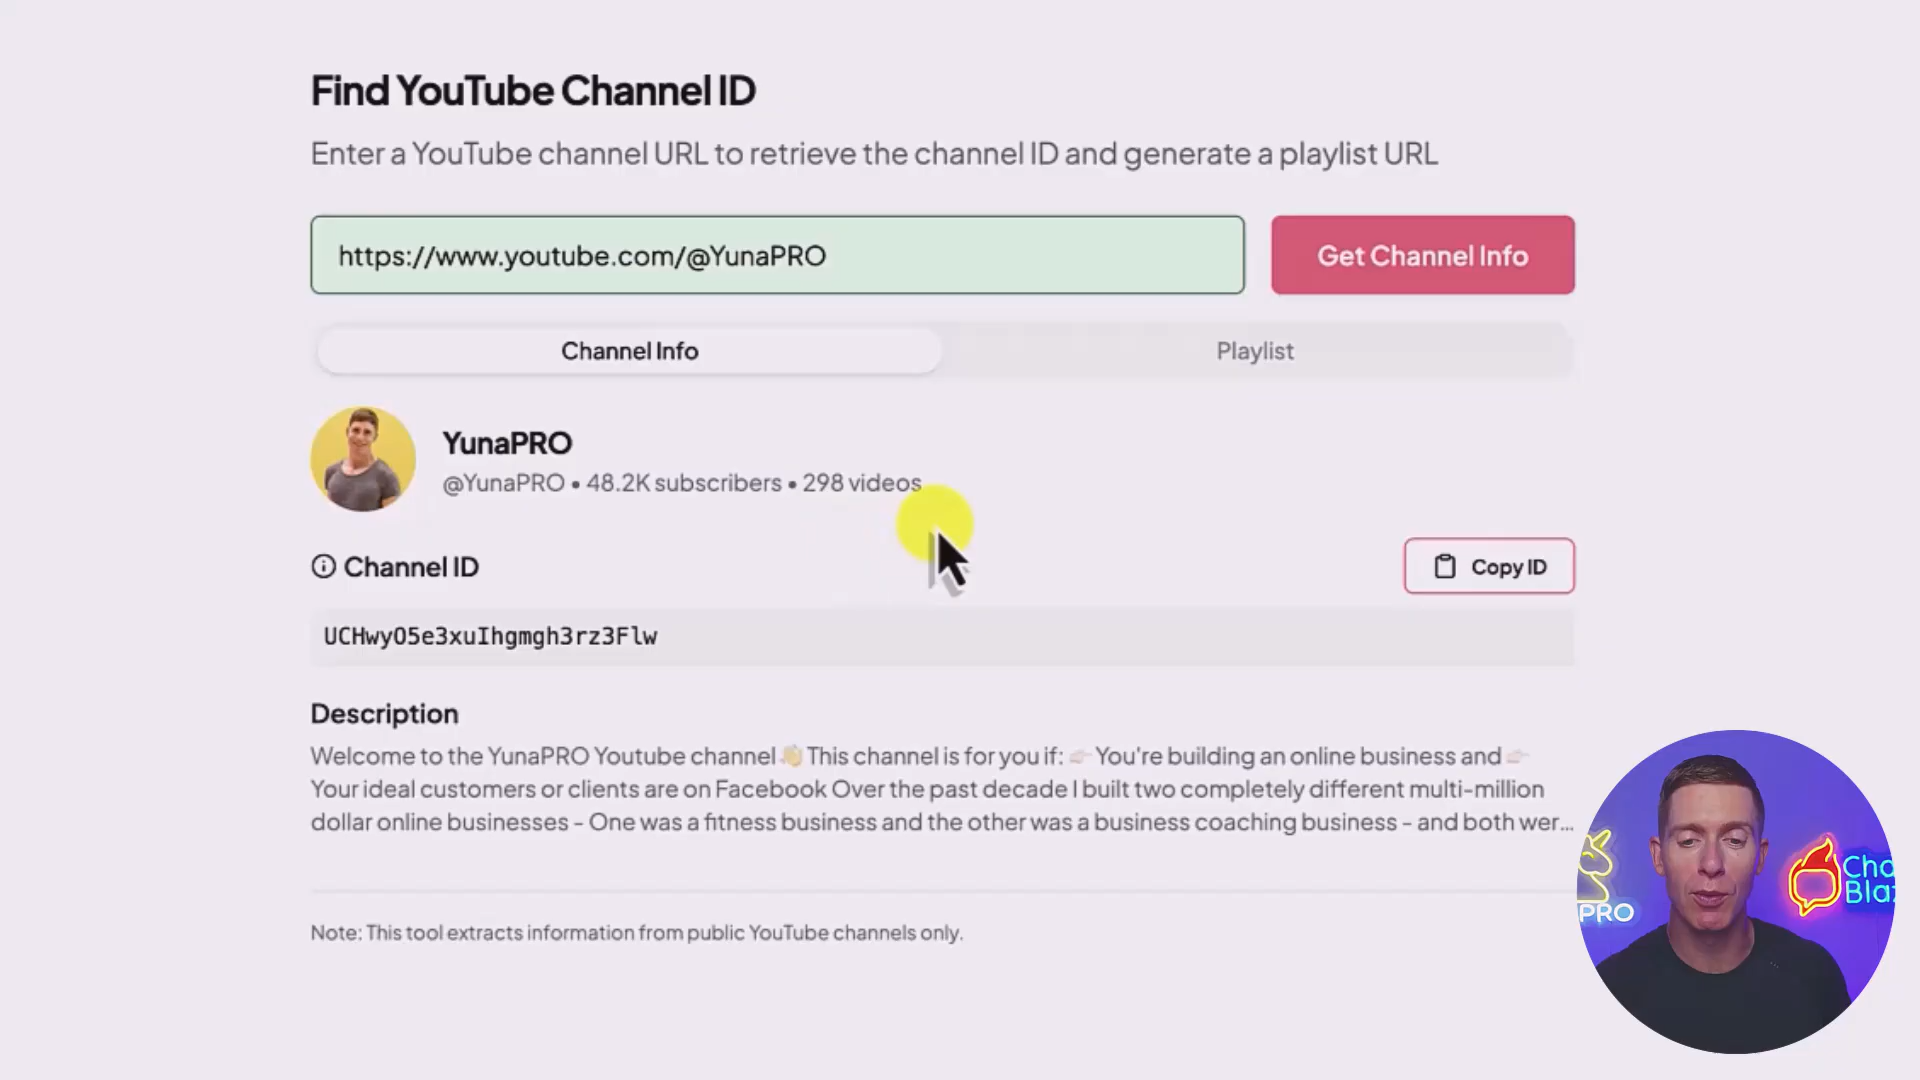 Find YouTube Channel ID
Enter a YouTube channel URL to retrieve the channel ID and generate a playlist URL
https://www.youtube.com/@YunaPRO
Get Channel Info
Channel Info
Playlist
YunaPRO
@YunaPRO • 48.2K subscribers • 298 videos
Channel ID
Copy ID
UCHwyO5e3xuIhgmgh3rz3Flw
Description
Welcome to the YunaPRO Youtube channel 👋 This channel is for you if: 👉 You're building an online business and 👉
Your ideal customers or clients are on Facebook Over the past decade I built two completely different multi-million
dollar online businesses - One was a fitness business and the other was a business coaching business - and both wer...
Note: This tool extracts information from public YouTube channels only.
PRO
Cha
Blaz